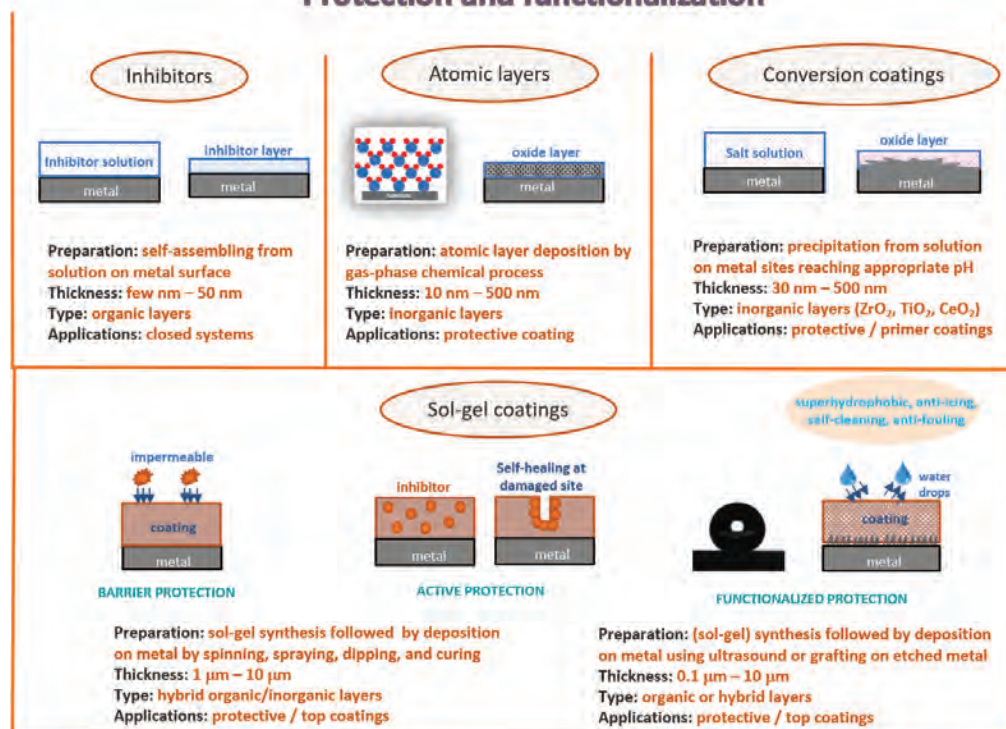 Protection and functionalization
Inhibitors
Inhibitor solution
metal
inhibitor layer
metal
Preparation: self-assembling from
solution on metal surface
Thickness: few nm – 50 nm
Type: organic layers
Applications: closed systems
Atomic layers
oxide layer
metal
Preparation: atomic layer deposition by
gas-phase chemical process
Thickness: 10 nm – 500 nm
Type: inorganic layers
Applications: protective coating
Conversion coatings
Salt solution
metal
oxide layer
metal
Preparation: precipitation from solution
on metal sites reaching appropriate pH
Thickness: 30 nm – 500 nm
Type: inorganic layers (ZrO₂, TiO₂, CeO₂)
Applications: protective / primer coatings
Sol-gel coatings
superhydrophobic, anti-icing,
self-cleaning, anti-fouling
impermeable
coating
metal
BARRIER PROTECTION
inhibitor
metal
Self-healing at
damaged site
metal
ACTIVE PROTECTION
water
drops
coating
metal
FUNCTIONALIZED PROTECTION
Preparation: sol-gel synthesis followed by deposition
on metal by spinning, spraying, dipping, and curing
Thickness: 1 μm – 10 μm
Type: hybrid organic/inorganic layers
Applications: protective / top coatings
Preparation: (sol-gel) synthesis followed by deposition
on metal using ultrasound or grafting on etched metal
Thickness: 0.1 μm – 10 μm
Type: organic or hybrid layers
Applications: protective / top coatings